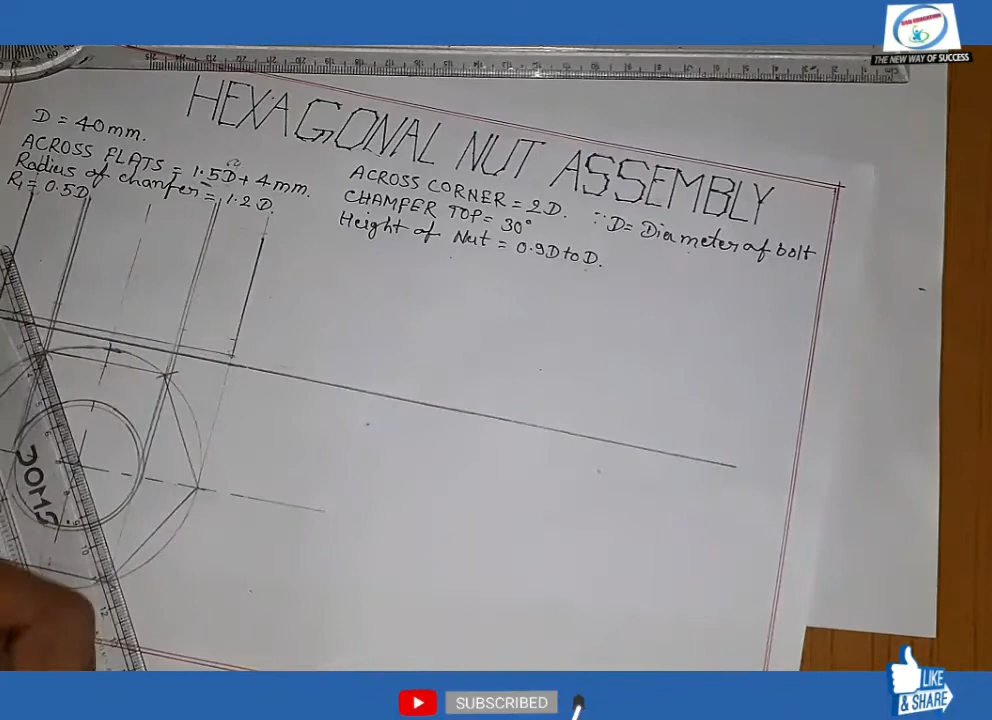 THE NEW WAY OF SUCCESS
HEXAGONAL NUT ASSEMBLY
D = 40mm.
ACROSS FLATS = 1.5D + 4mm.
Radius of chamfer = 1.2 D.
R₁ = 0.5D
ACROSS CORNER = 2D.
CHAMFER TOP = 30°
Height of Nut = 0.9D to D.
∵ D = Diameter of bolt
JOMS
SUBSCRIBED
LIKE
& SHARE